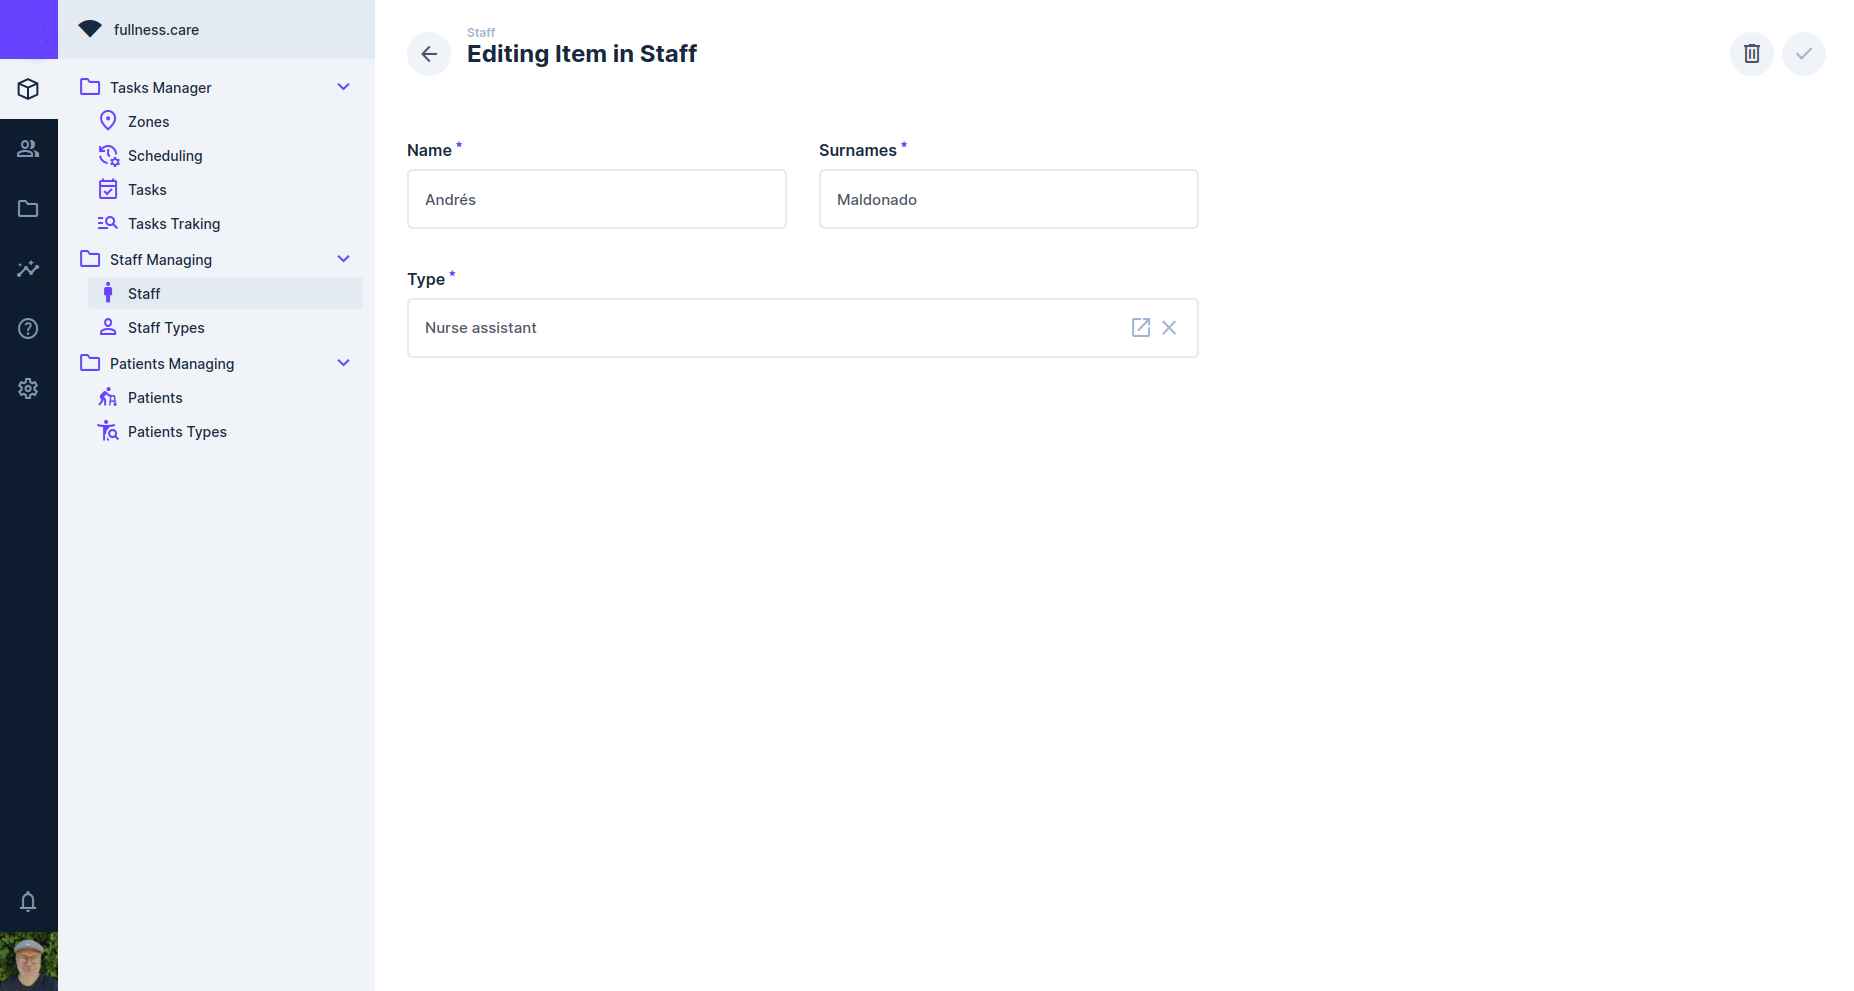 fullness.care
Tasks Manager
Zones
Scheduling
Tasks
Tasks Traking
Staff Managing
Staff
Staff Types
Patients Managing
Patients
Patients Types
Staff
Editing Item in Staff
Name *
Surnames *
Andrés
Maldonado
Type *
Nurse assistant